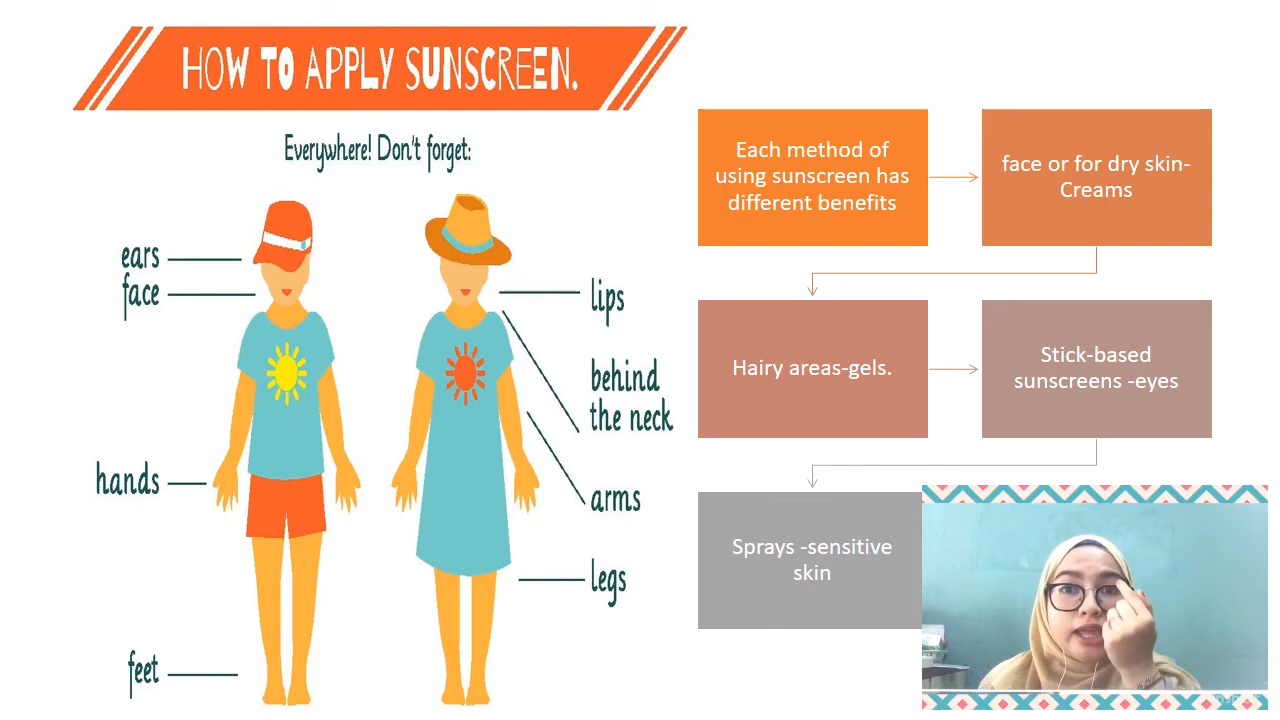 HOW TO APPLY SUNSCREEN.
Everywhere! Don't forget:
ears
face
hands
feet
lips
behind
the neck
arms
legs
Each method of
using sunscreen has
different benefits
face or for dry skin-
Creams
Hairy areas-gels.
Stick-based
sunscreens -eyes
Sprays -sensitive
skin